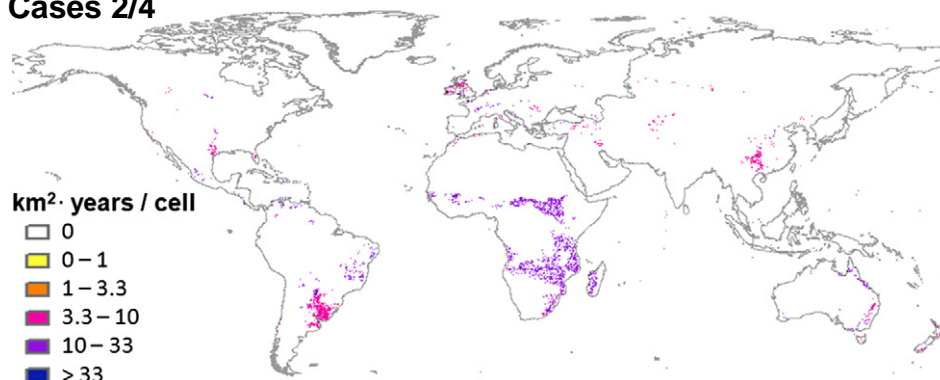 Cases 2/4
km²· years / cell
0
0 – 1
1 – 3.3
3.3 – 10
10 – 33
> 33